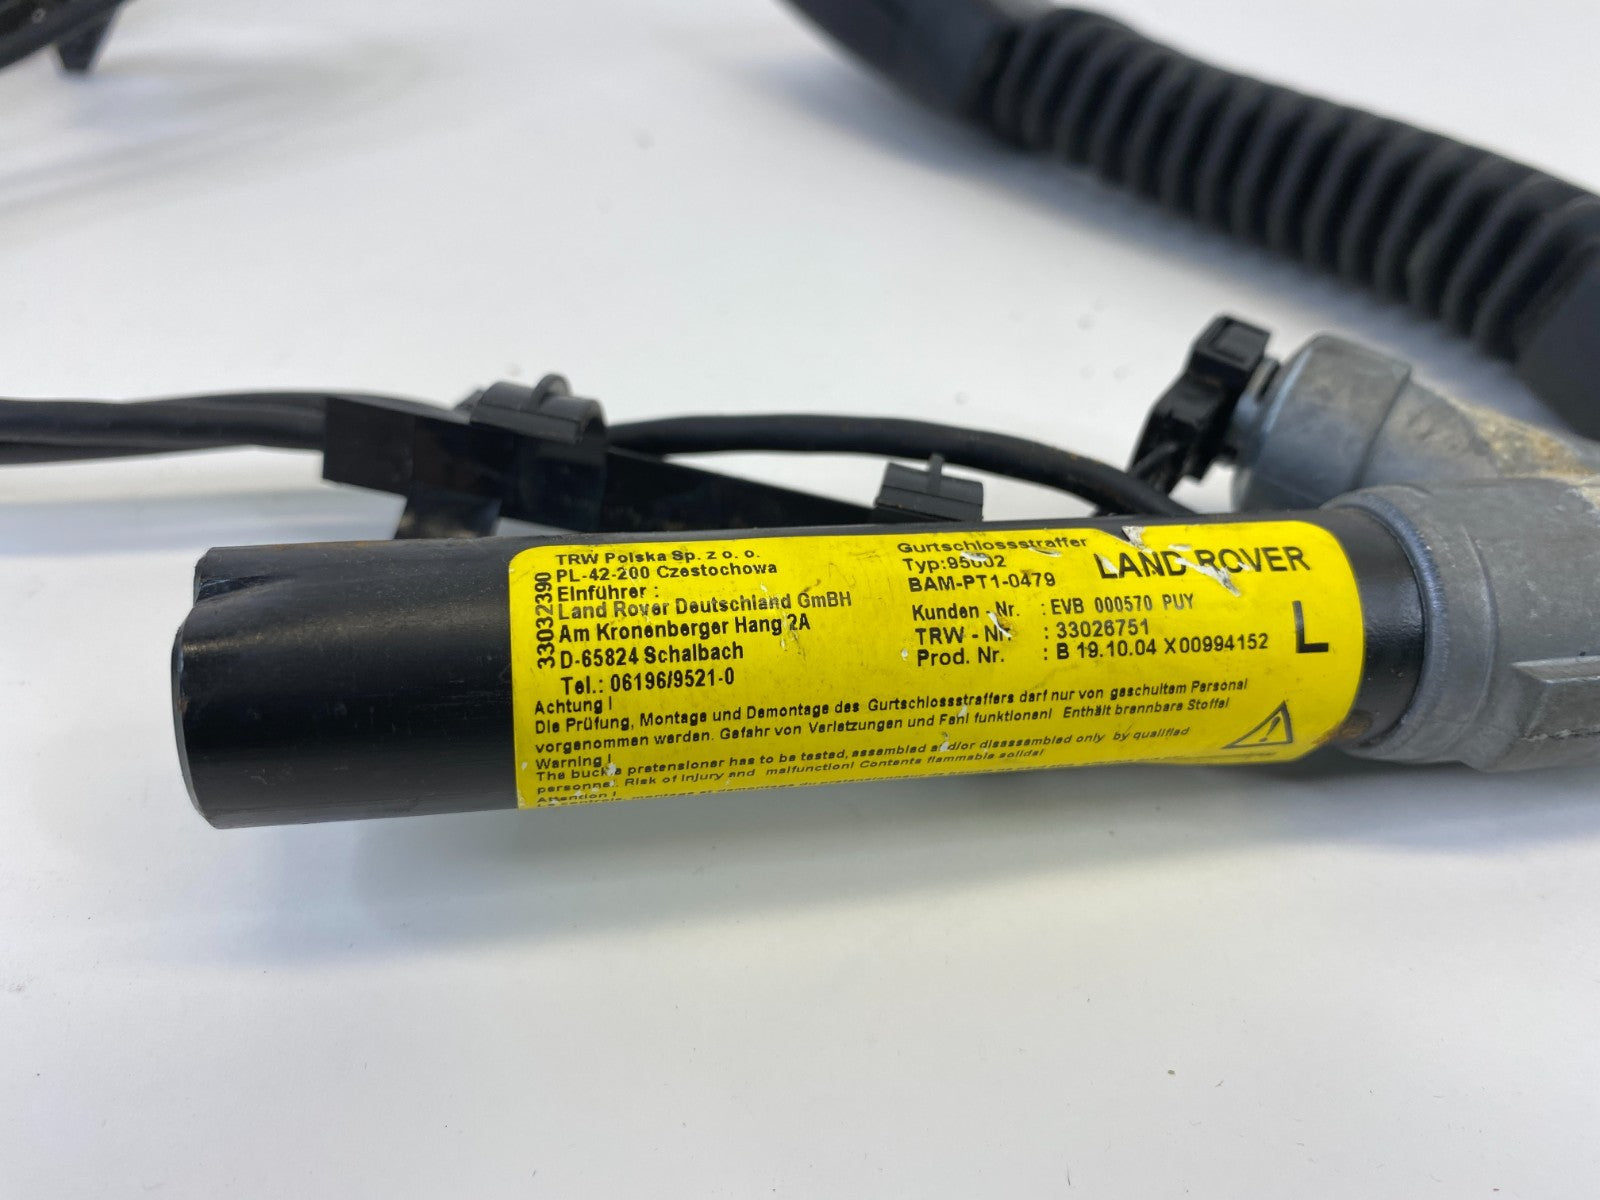 33032390
TRW Polska Sp. z o. o.
PL-42-200 Czestochowa
Einführer :
Land Rover Deutschland GmBH
Am Kronenberger Hang 2A
D-65824 Schalbach
Tel.: 06196/9521-0
Gurtschlossstraffer
Typ:95002
BAM-PT1-0479
LAND ROVER
Kunden - Nr. : EVB 000570 PUY
TRW - Nr. : 33026751
Prod. Nr. : B 19.10.04 X00994152
L
Achtung !
Die Prüfung, Montage und Demontage des Gurtschlossstraffers darf nur von geschultem Personal
vorgenommen werden. Gefahr von Verletzungen und Fehl funktionen! Enthält brennbare Stoffe!
Warning !
The buckle pretensioner has to be tested, assembled and/or disassembled only by qualified
personnel. Risk of injury and malfunction! Contents flammable solids!
Attention !